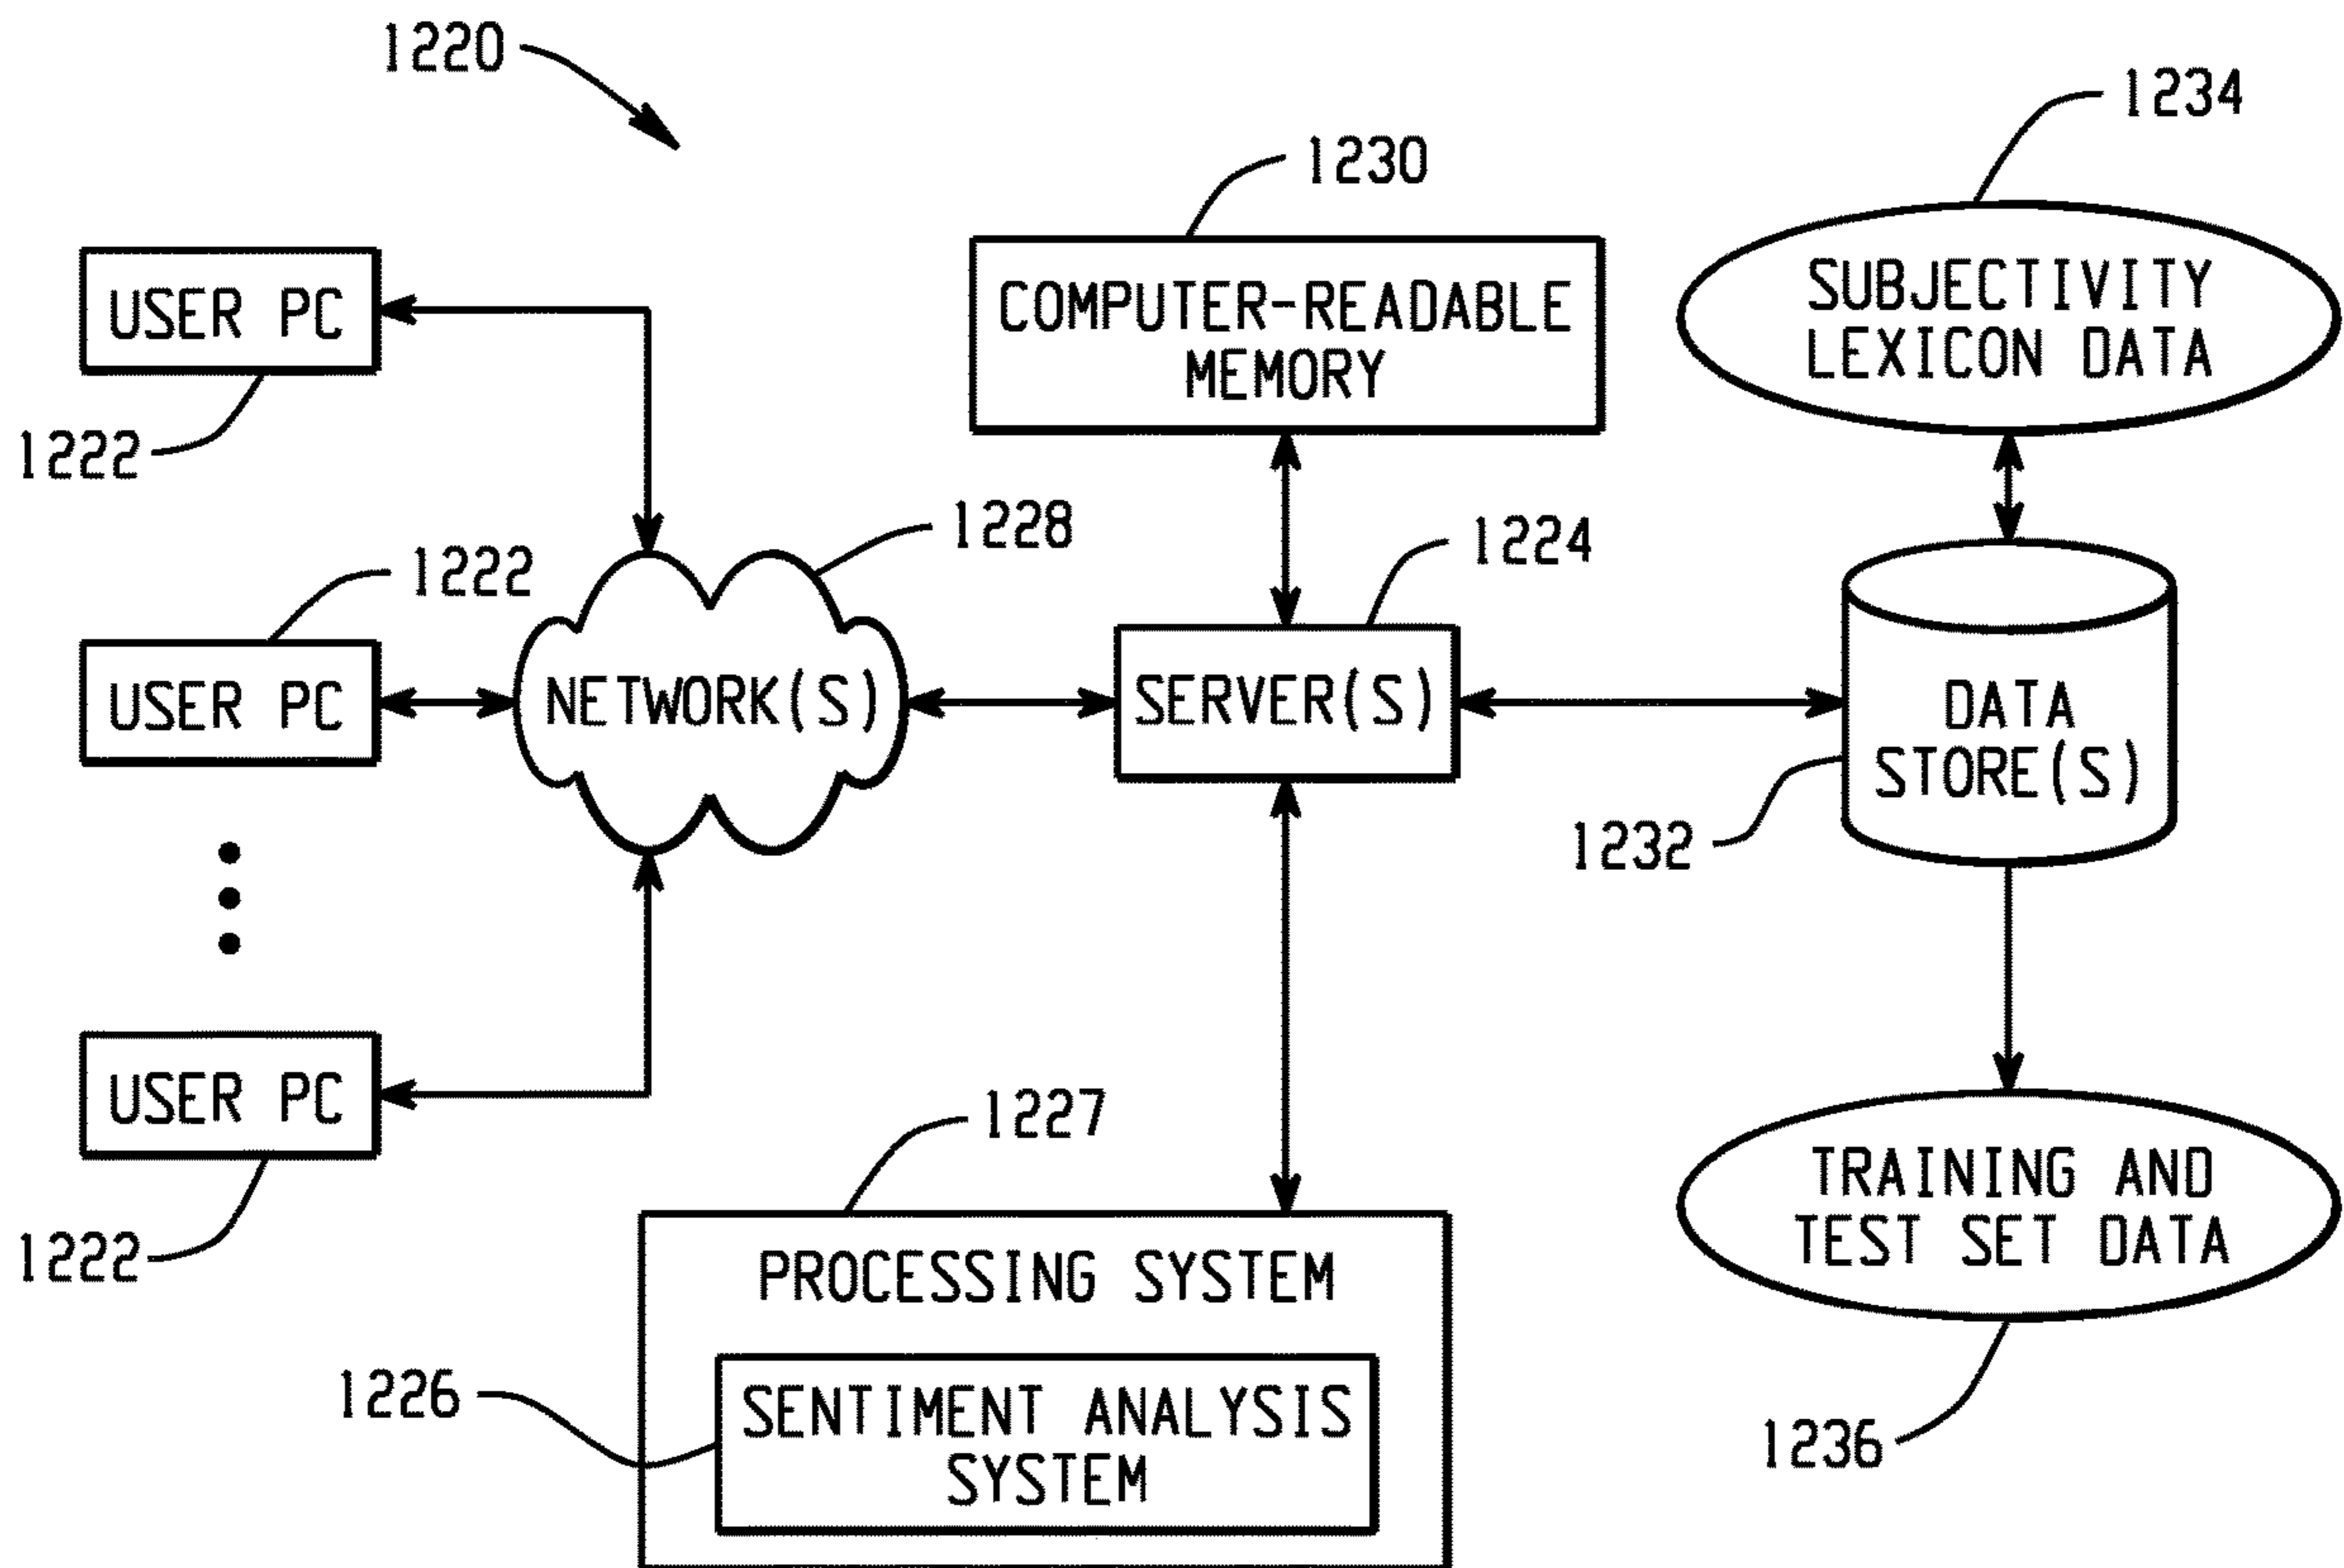 1220
1234
1230
USER PC
COMPUTER-READABLE
MEMORY
SUBJECTIVITY
LEXICON DATA
1222
1228
1224
1222
USER PC
NETWORK(S)
SERVER(S)
DATA
STORE(S)
1232
USER PC
1227
1222
PROCESSING SYSTEM
TRAINING AND
TEST SET DATA
1226
SENTIMENT ANALYSIS
SYSTEM
1236